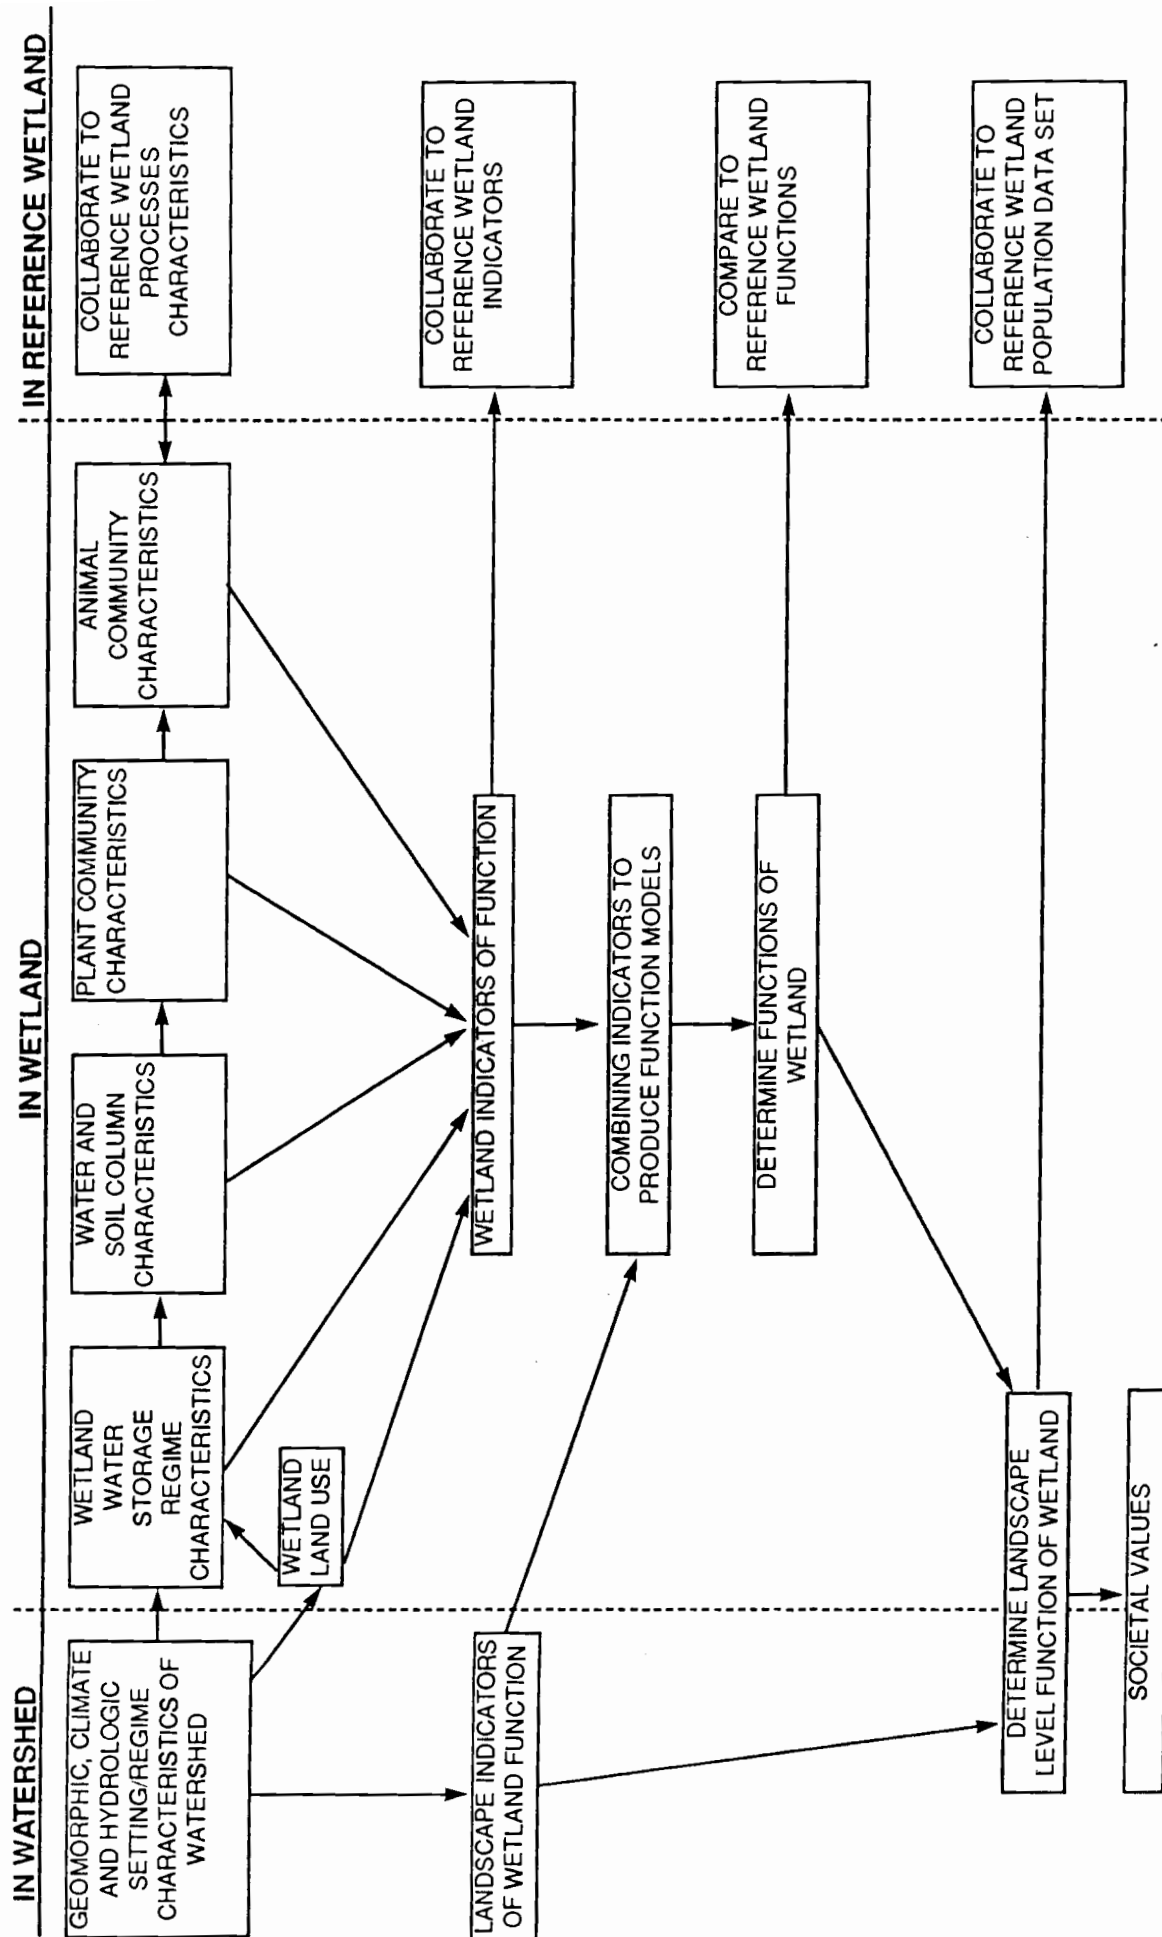 IN WATERSHED
IN WETLAND
IN REFERENCE WETLAND
GEOMORPHIC, CLIMATE
AND HYDROLOGIC
SETTING/REGIME
CHARACTERISTICS OF
WATERSHED
WETLAND
WATER
STORAGE
REGIME
CHARACTERISTICS
WATER AND
SOIL COLUMN
CHARACTERISTICS
PLANT COMMUNITY
CHARACTERISTICS
ANIMAL
COMMUNITY
CHARACTERISTICS
COLLABORATE TO
REFERENCE WETLAND
PROCESSES
CHARACTERISTICS
WETLAND
LAND USE
LANDSCAPE INDICATORS
OF WETLAND FUNCTION
WETLAND INDICATORS OF FUNCTION
COLLABORATE TO
REFERENCE WETLAND
INDICATORS
COMBINING INDICATORS TO
PRODUCE FUNCTION MODELS
DETERMINE FUNCTIONS OF
WETLAND
COMPARE TO
REFERENCE WETLAND
FUNCTIONS
DETERMINE LANDSCAPE
LEVEL FUNCTION OF WETLAND
COLLABORATE TO
REFERENCE WETLAND
POPULATION DATA SET
SOCIETAL VALUES